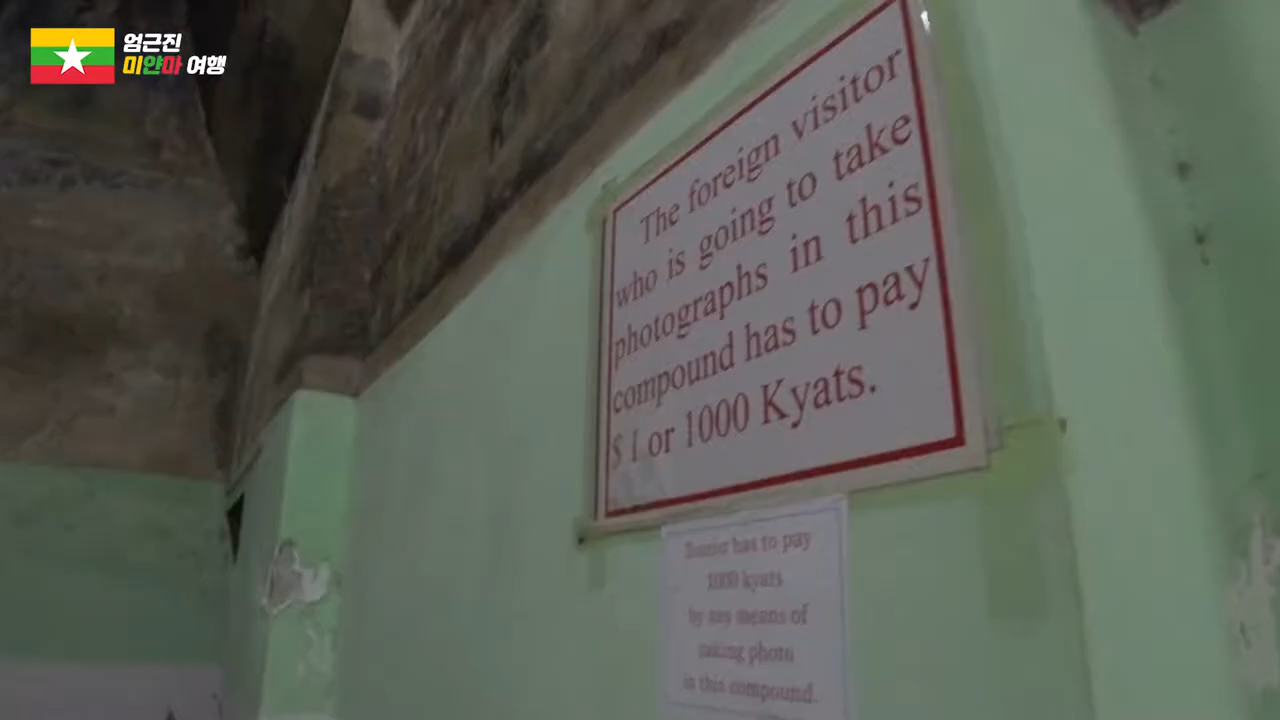 엄근진
미얀마 여행
The foreign visitor
who is going to take
photographs in this
compound has to pay
$ 1 or 1000 Kyats.
has to pay
1000 kyats
by any means of
taking photo
in this compound.